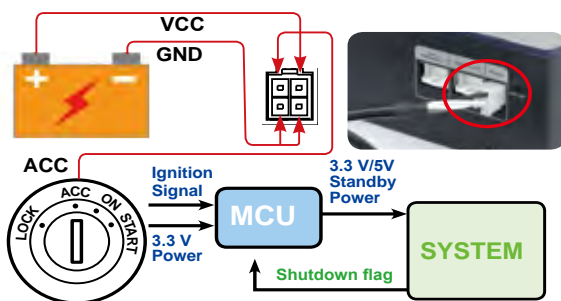 VCC
GND
+ −
ACC
LOCK ACC ON START
Ignition
Signal
3.3 V
Power
MCU
3.3 V/5V
Standby
Power
SYSTEM
Shutdown flag